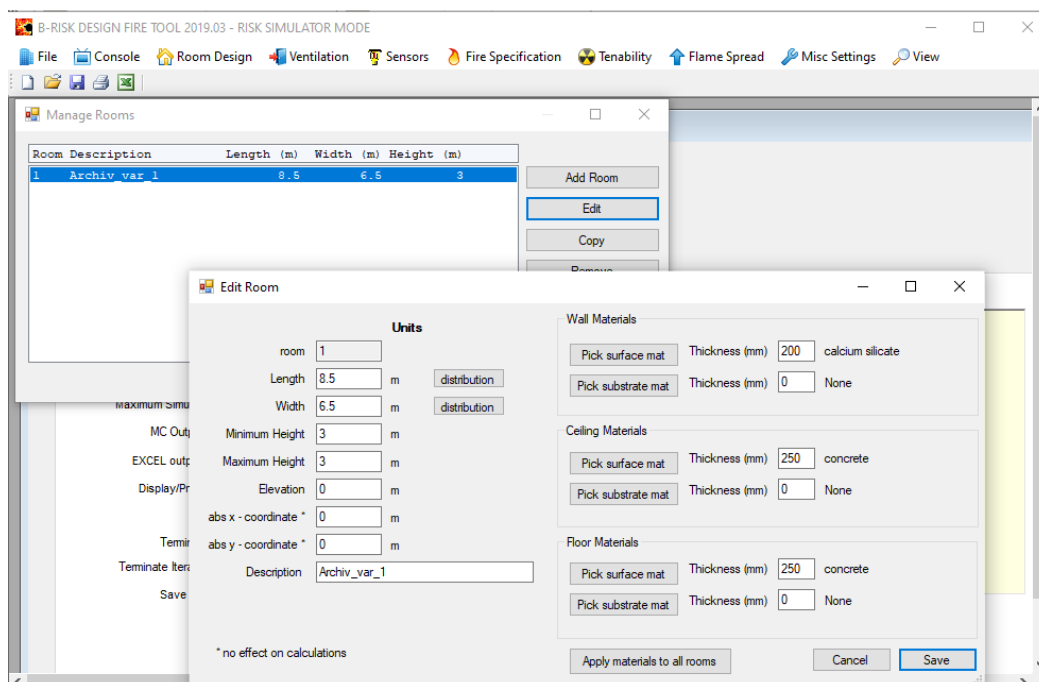 B-RISK DESIGN FIRE TOOL 2019.03 - RISK SIMULATOR MODE
File Console Room Design Ventilation Sensors Fire Specification Tenability Flame Spread Misc Settings View
Manage Rooms
Room Description Length (m) Width (m) Height (m)
1 Archiv_var_1 8.5 6.5 3
Add Room
Edit
Copy
Remove
Edit Room
Units
room 1
Length 8.5 m distribution
Width 6.5 m distribution
Minimum Height 3 m
Maximum Height 3 m
Elevation 0 m
abs x - coordinate * 0 m
abs y - coordinate * 0 m
Description Archiv_var_1
* no effect on calculations
Wall Materials
Pick surface mat Thickness (mm) 200 calcium silicate
Pick substrate mat Thickness (mm) 0 None
Ceiling Materials
Pick surface mat Thickness (mm) 250 concrete
Pick substrate mat Thickness (mm) 0 None
Floor Materials
Pick surface mat Thickness (mm) 250 concrete
Pick substrate mat Thickness (mm) 0 None
Apply materials to all rooms Cancel Save
Maximum Simu
MC Outp
EXCEL outp
Display/Pr
Termin
Terminate Itera
Save